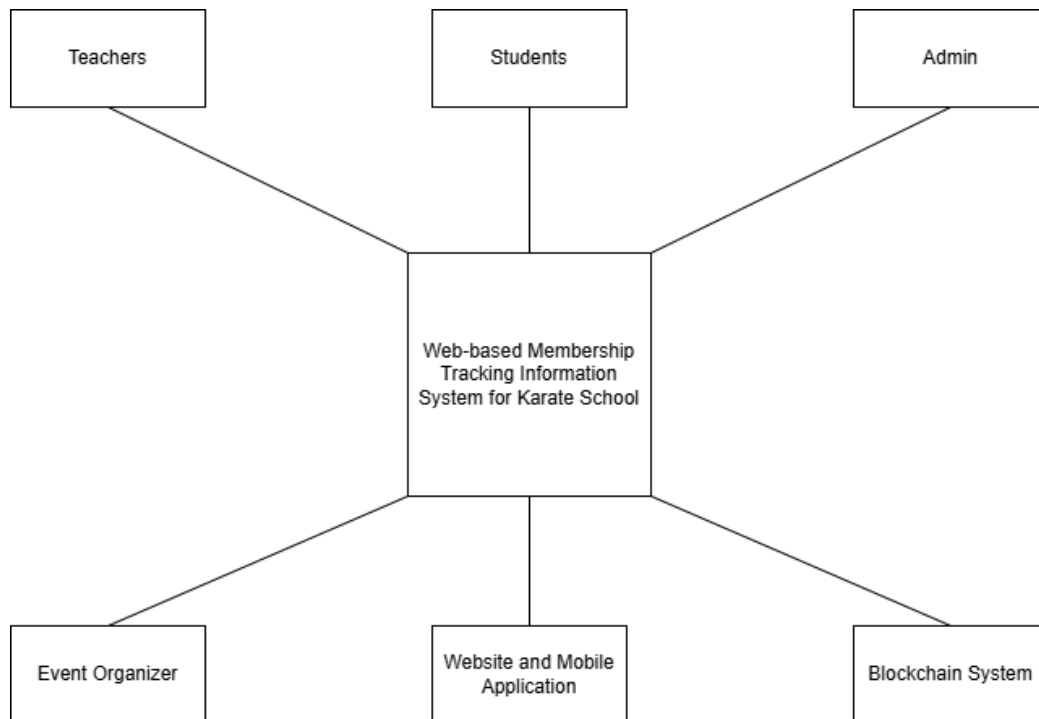 Teachers
Students
Admin
Web-based Membership
Tracking Information
System for Karate School
Event Organizer
Website and Mobile
Application
Blockchain System